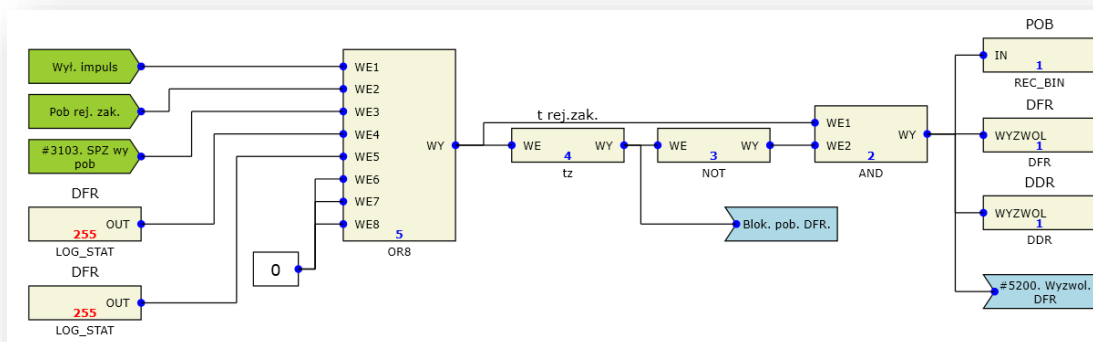 Wył. impuls
Pob rej. zak.
#3103. SPZ wy
pob
DFR
OUT
255
LOG_STAT
DFR
OUT
255
LOG_STAT
0
WE1
WE2
WE3
WE4
WE5
WE6
WE7
WE8
WY
5
OR8
t rej.zak.
WE
WY
4
tz
WE
WY
3
NOT
Blok. pob. DFR.
WE1
WE2
WY
2
AND
POB
IN
1
REC_BIN
DFR
WYZWOL
1
DFR
DDR
WYZWOL
1
DDR
#5200. Wyzwol.
DFR